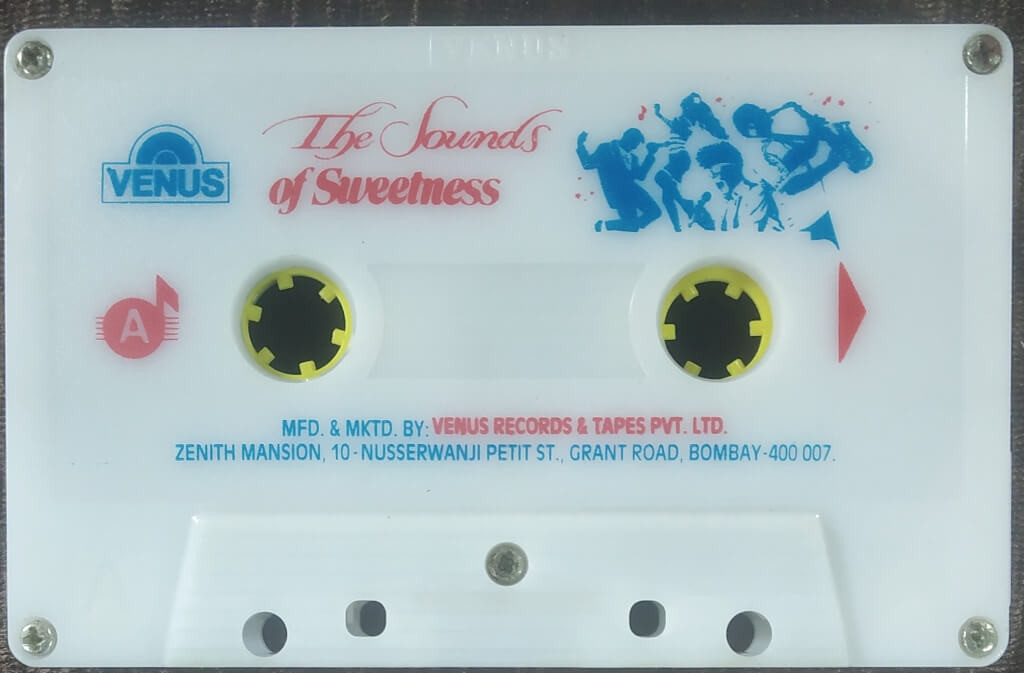 VENUS
VENUS
The Sounds
of Sweetness
A
MFD. & MKTD. BY: VENUS RECORDS & TAPES PVT. LTD.
ZENITH MANSION, 10-NUSSERWANJI PETIT ST., GRANT ROAD, BOMBAY-400 007.
A